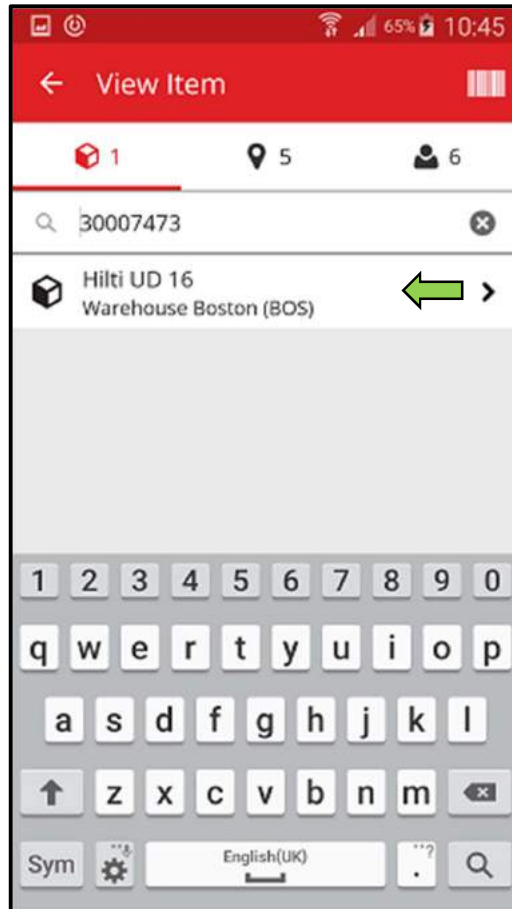 65% 10:45
View Item
1 5 6
30007473
Hilti UD 16
Warehouse Boston (BOS)
1 2 3 4 5 6 7 8 9 0
q w e r t y u i o p
a s d f g h j k l
z x c v b n m
Sym English(UK) . ?